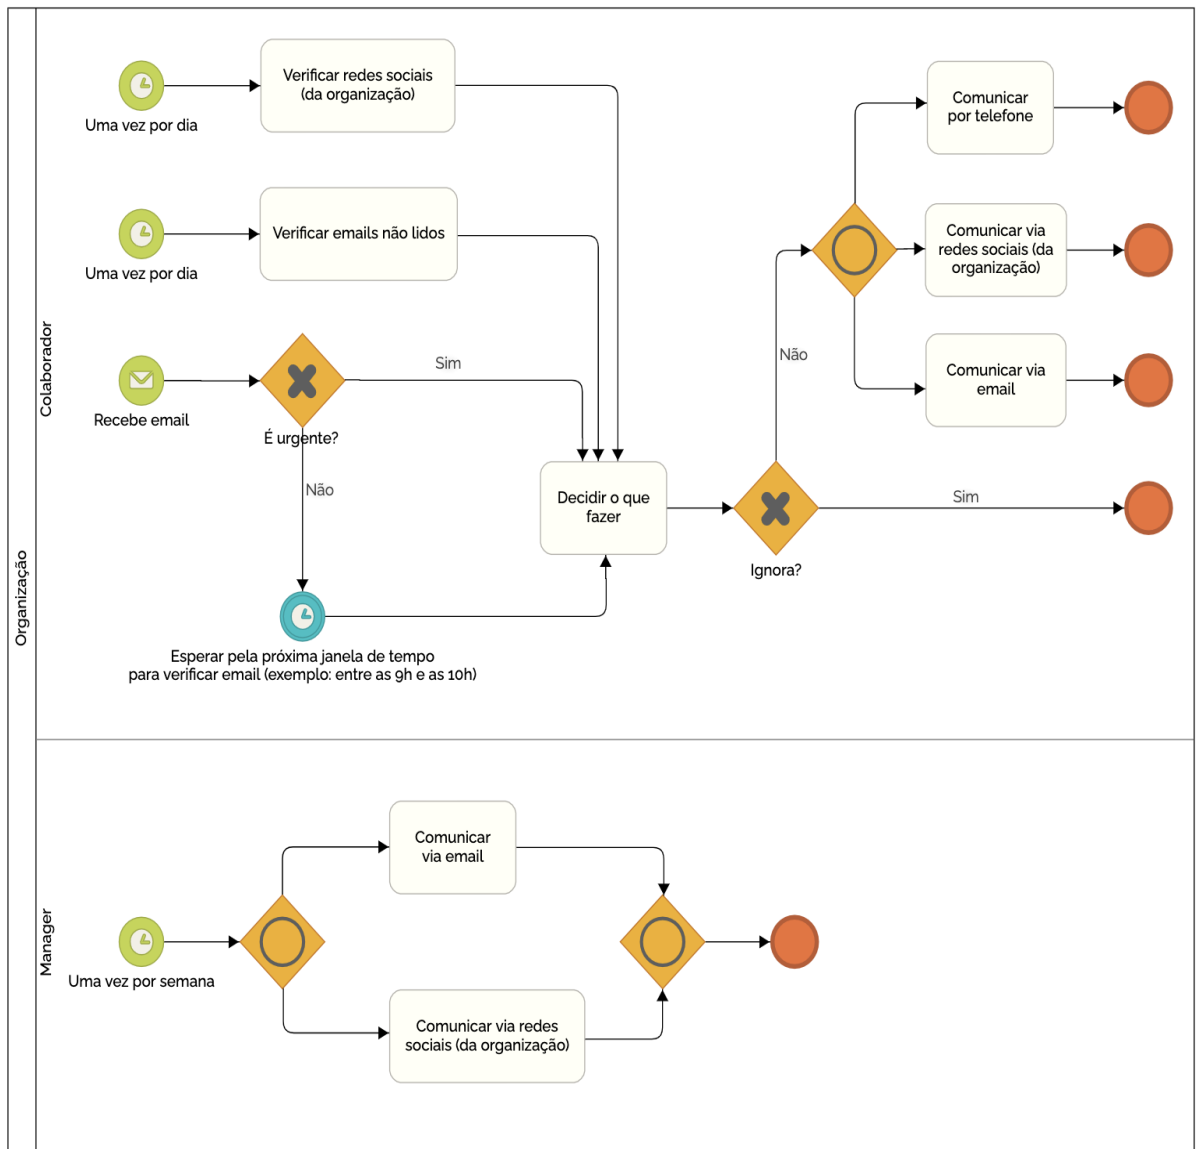 Organização
Colaborador
Uma vez por dia
Verificar redes sociais
(da organização)
Uma vez por dia
Verificar emails não lidos
Recebe email
É urgente?
Sim
Não
Esperar pela próxima janela de tempo
para verificar email (exemplo: entre as 9h e as 10h)
Decidir o que
fazer
Ignora?
Não
Sim
Comunicar
por telefone
Comunicar via
redes sociais (da
organização)
Comunicar via
email
Manager
Uma vez por semana
Comunicar
via email
Comunicar via redes
sociais (da organização)